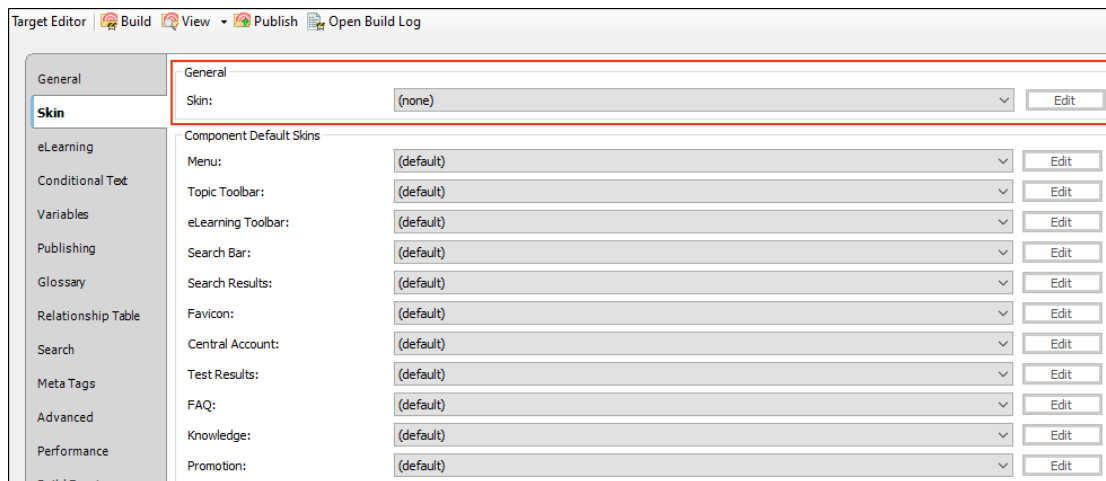 Target Editor Build View Publish Open Build Log
General
Skin
eLearning
Conditional Text
Variables
Publishing
Glossary
Relationship Table
Search
Meta Tags
Advanced
Performance
General
Skin: (none) Edit
Component Default Skins
Menu: (default) Edit
Topic Toolbar: (default) Edit
eLearning Toolbar: (default) Edit
Search Bar: (default) Edit
Search Results: (default) Edit
Favicon: (default) Edit
Central Account: (default) Edit
Test Results: (default) Edit
FAQ: (default) Edit
Knowledge: (default) Edit
Promotion: (default) Edit